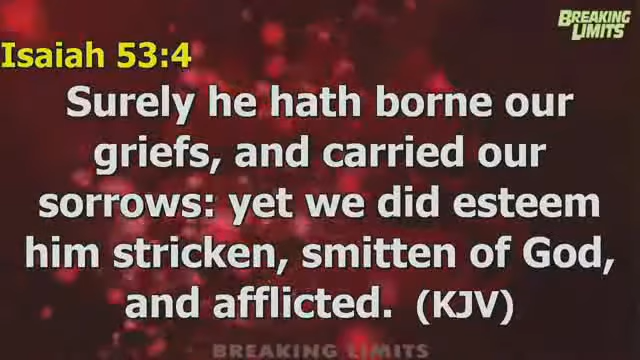 BREAKING
LIMITS
Isaiah 53:4
Surely he hath borne our
griefs, and carried our
sorrows: yet we did esteem
him stricken, smitten of God,
and afflicted. (KJV)
BREAKING LIMITS